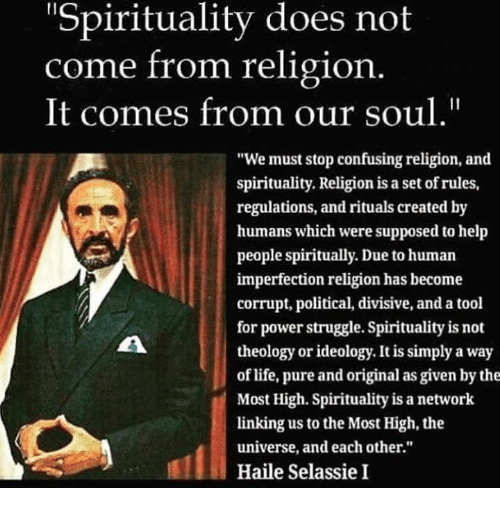 "Spirituality does not
come from religion.
It comes from our soul."
"We must stop confusing religion, and
spirituality. Religion is a set of rules,
regulations, and rituals created by
humans which were supposed to help
people spiritually. Due to human
imperfection religion has become
corrupt, political, divisive, and a tool
for power struggle. Spirituality is not
theology or ideology. It is simply a way
of life, pure and original as given by the
Most High. Spirituality is a network
linking us to the Most High, the
universe, and each other."
Haile Selassie I